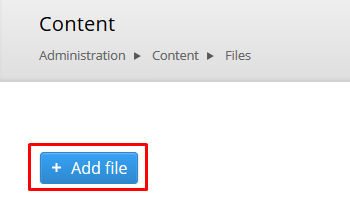 Content
Administration ▶ Content ▶ Files
+ Add file